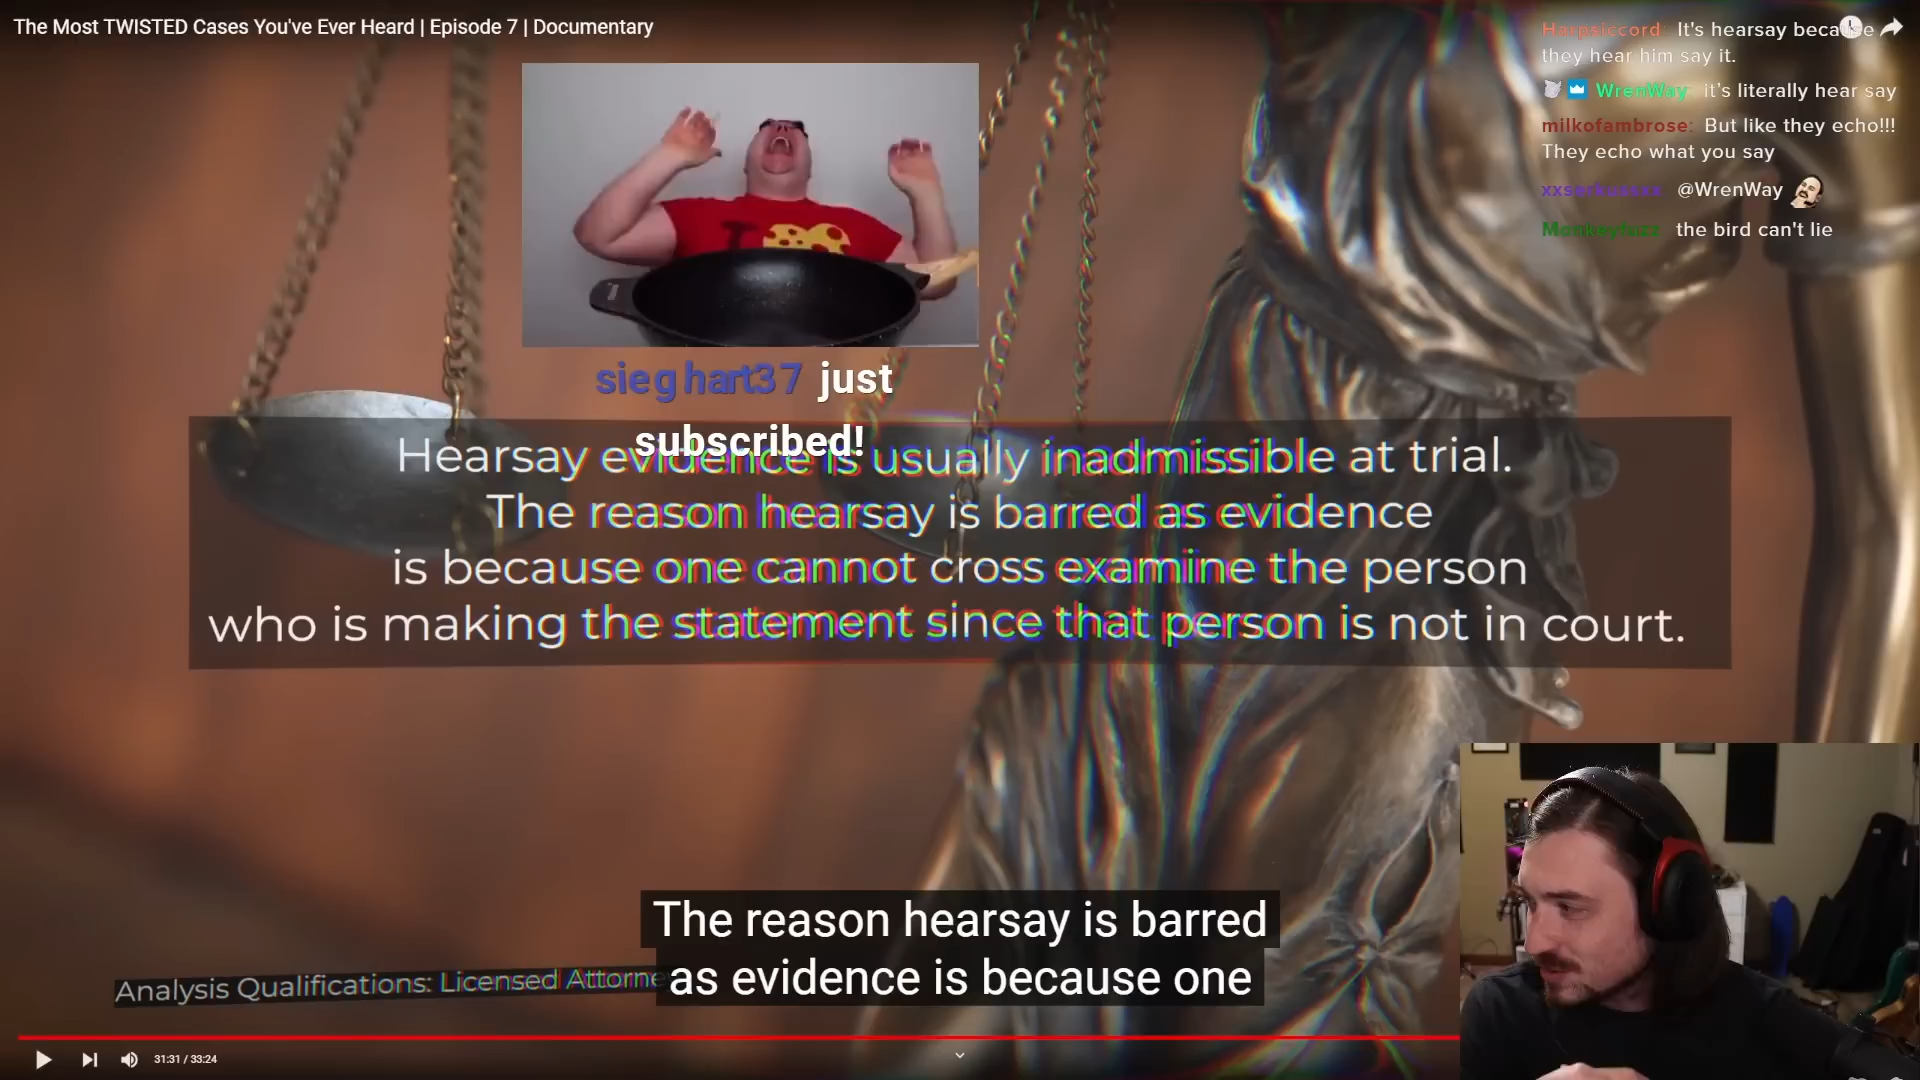 The Most TWISTED Cases You've Ever Heard | Episode 7 | Documentary
Harpsiccord: It's hearsay because
they hear him say it.
WrenWay: it's literally hear say
milkofambrose: But like they echo!!!
They echo what you say
@WrenWay
Monkeyfuzz the bird can't lie
sieghart37 just
subscribed!
Hearsay evidence is usually inadmissible at trial.
The reason hearsay is barred as evidence
is because one cannot cross examine the person
who is making the statement since that person is not in court.
The reason hearsay is barred
as evidence is because one
Analysis Qualifications: Licensed Attorne
31:31 / 33:24